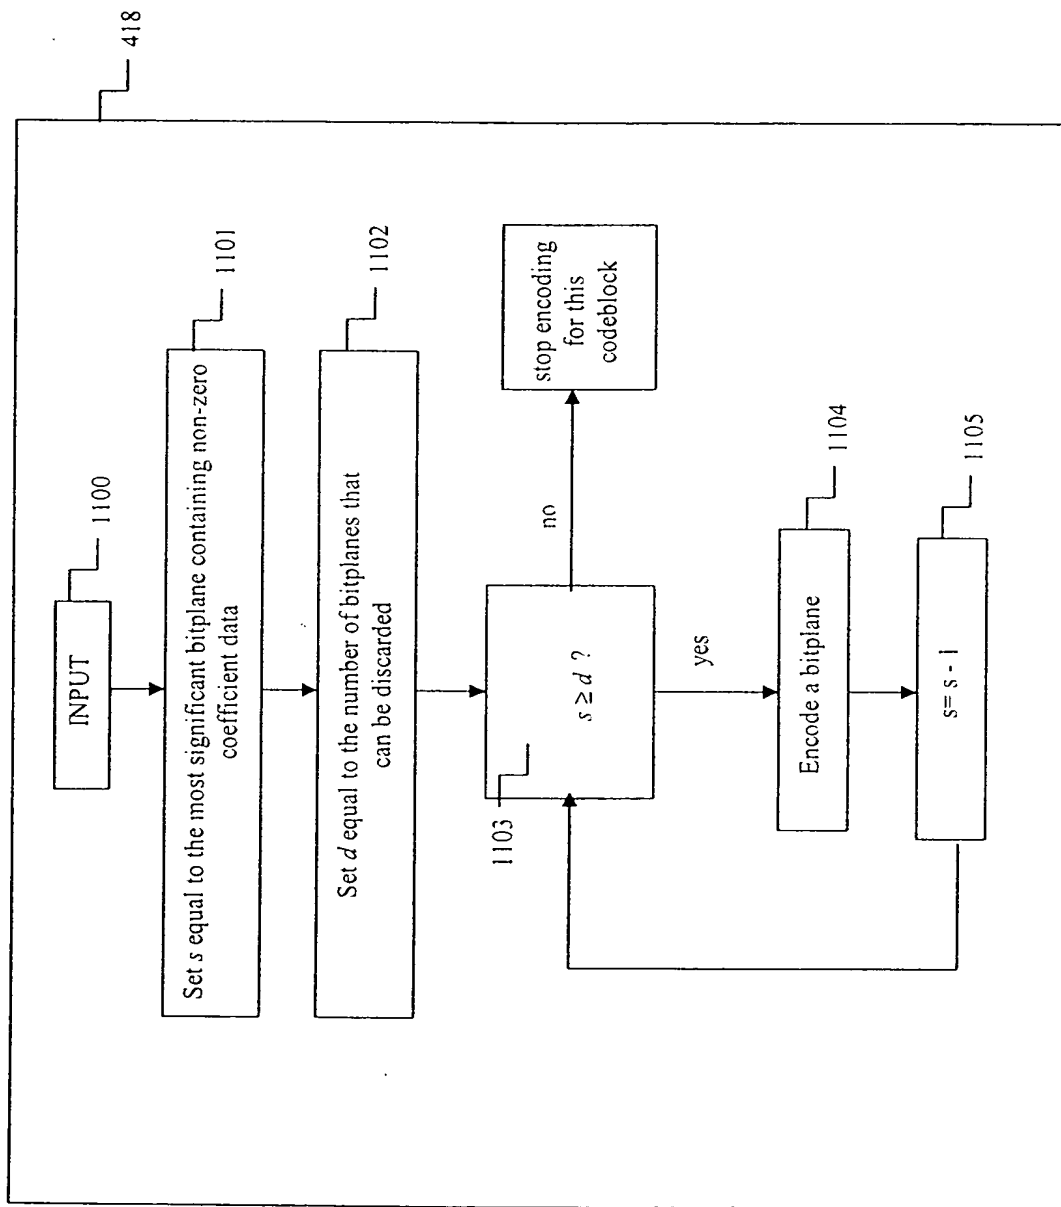 418
INPUT
1100
Set s equal to the most significant bitplane containing non-zero
coefficient data
1101
Set d equal to the number of bitplanes that
can be discarded
1102
1103
s ≥ d ?
no
stop encoding
for this
codeblock
yes
Encode a bitplane
1104
s= s - 1
1105